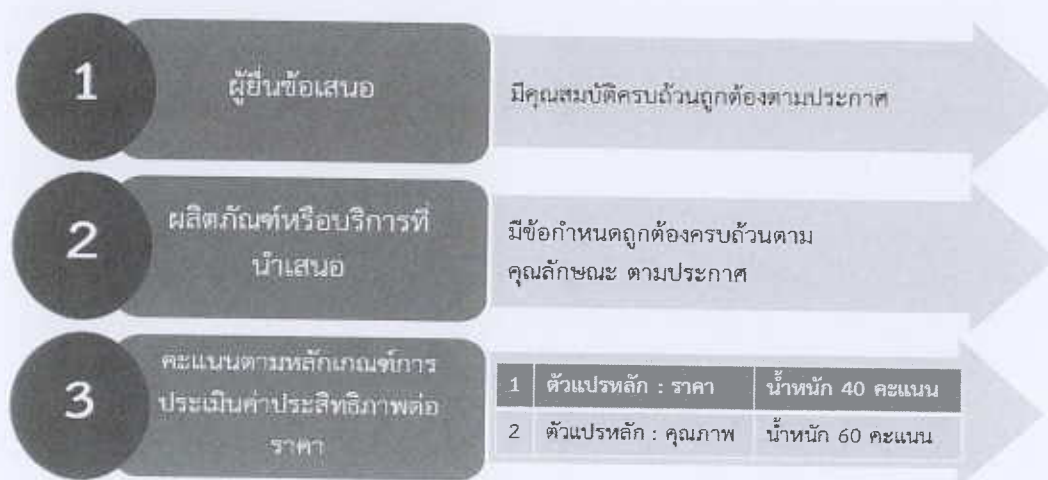 1
ผู้ยื่นข้อเสนอ
มีคุณสมบัติครบถ้วนถูกต้องตามประกาศ
2
ผลิตภัณฑ์หรือบริการที่
นำเสนอ
มีข้อกำหนดถูกต้องครบถ้วนตาม
คุณลักษณะ ตามประกาศ
3
คะแนนตามหลักเกณฑ์การ
ประเมินค่าประสิทธิภาพต่อ
ราคา
1 ตัวแปรหลัก : ราคา น้ำหนัก 40 คะแนน
2 ตัวแปรหลัก : คุณภาพ น้ำหนัก 60 คะแนน